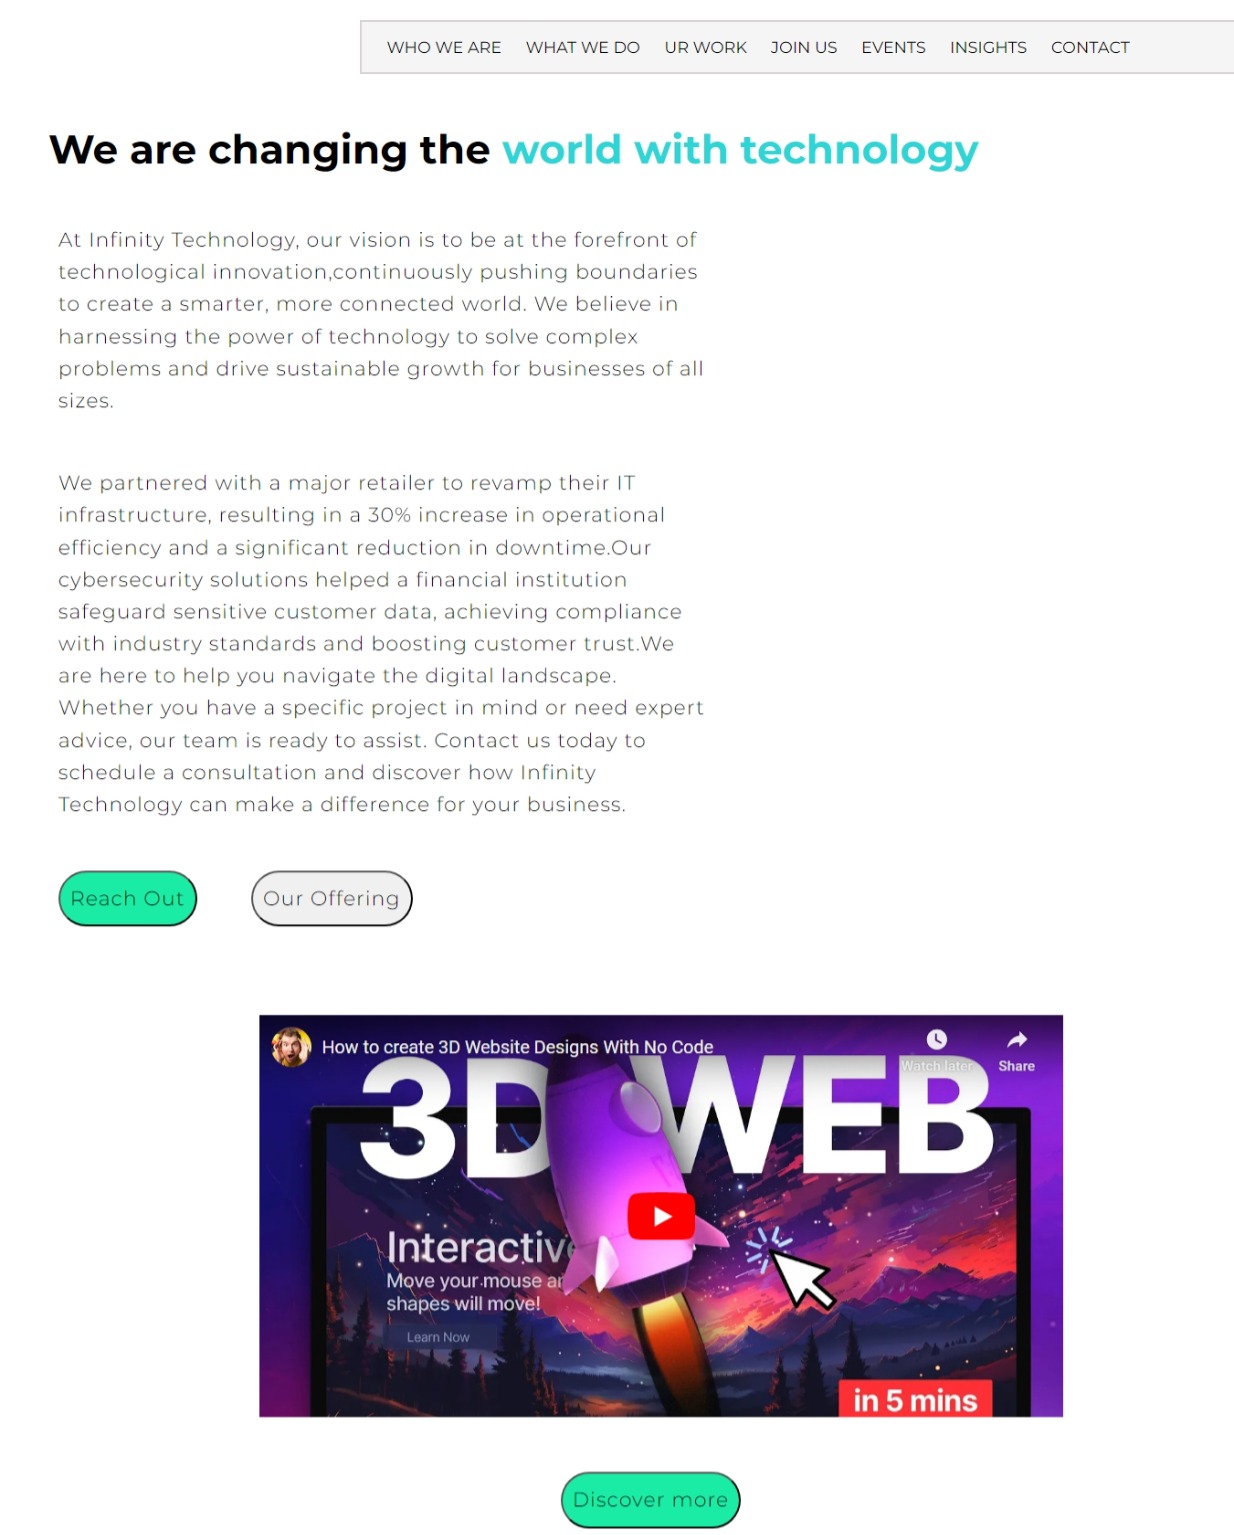 WHO WE ARE WHAT WE DO UR WORK JOIN US EVENTS INSIGHTS CONTACT
We are changing the world with technology
At Infinity Technology, our vision is to be at the forefront of
technological innovation,continuously pushing boundaries
to create a smarter, more connected world. We believe in
harnessing the power of technology to solve complex
problems and drive sustainable growth for businesses of all
sizes.
We partnered with a major retailer to revamp their IT
infrastructure, resulting in a 30% increase in operational
efficiency and a significant reduction in downtime.Our
cybersecurity solutions helped a financial institution
safeguard sensitive customer data, achieving compliance
with industry standards and boosting customer trust.We
are here to help you navigate the digital landscape.
Whether you have a specific project in mind or need expert
advice, our team is ready to assist. Contact us today to
schedule a consultation and discover how Infinity
Technology can make a difference for your business.
Reach Out Our Offering
How to create 3D Website Designs With No Code
Watch later Share
3D WEB
Interactive
Move your mouse ar
shapes will move!
Learn Now
in 5 mins
Discover more